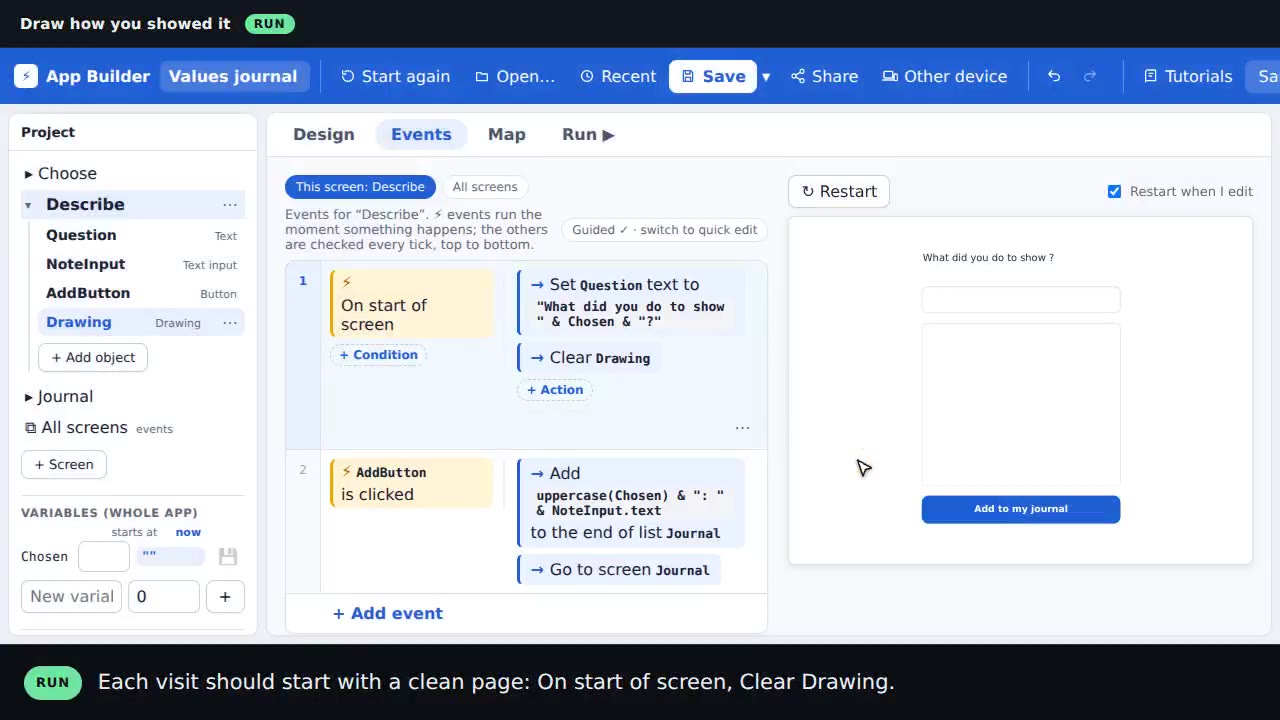 Draw how you showed it RUN
⚡ App Builder Values journal Start again Open... Recent Save ▾ Share Other device Tutorials Sa
Project
▸ Choose
▾ Describe ...
Question Text
NoteInput Text input
AddButton Button
Drawing Drawing ...
+ Add object
▸ Journal
All screens events
+ Screen
VARIABLES (WHOLE APP)
starts at now
Chosen ""
New varial 0 +
Design Events Map Run ▶
This screen: Describe All screens
Events for “Describe”. ⚡ events run the
moment something happens; the others
are checked every tick, top to bottom.
Guided ✓ · switch to quick edit
1
⚡
On start of
screen
+ Condition
→ Set Question text to
"What did you do to show
" & Chosen & "?"
→ Clear Drawing
+ Action
...
2
⚡ AddButton
is clicked
→ Add
uppercase(Chosen) & ": "
& NoteInput.text
to the end of list Journal
→ Go to screen Journal
+ Add event
↻ Restart Restart when I edit
What did you do to show ?
Add to my journal
RUN Each visit should start with a clean page: On start of screen, Clear Drawing.